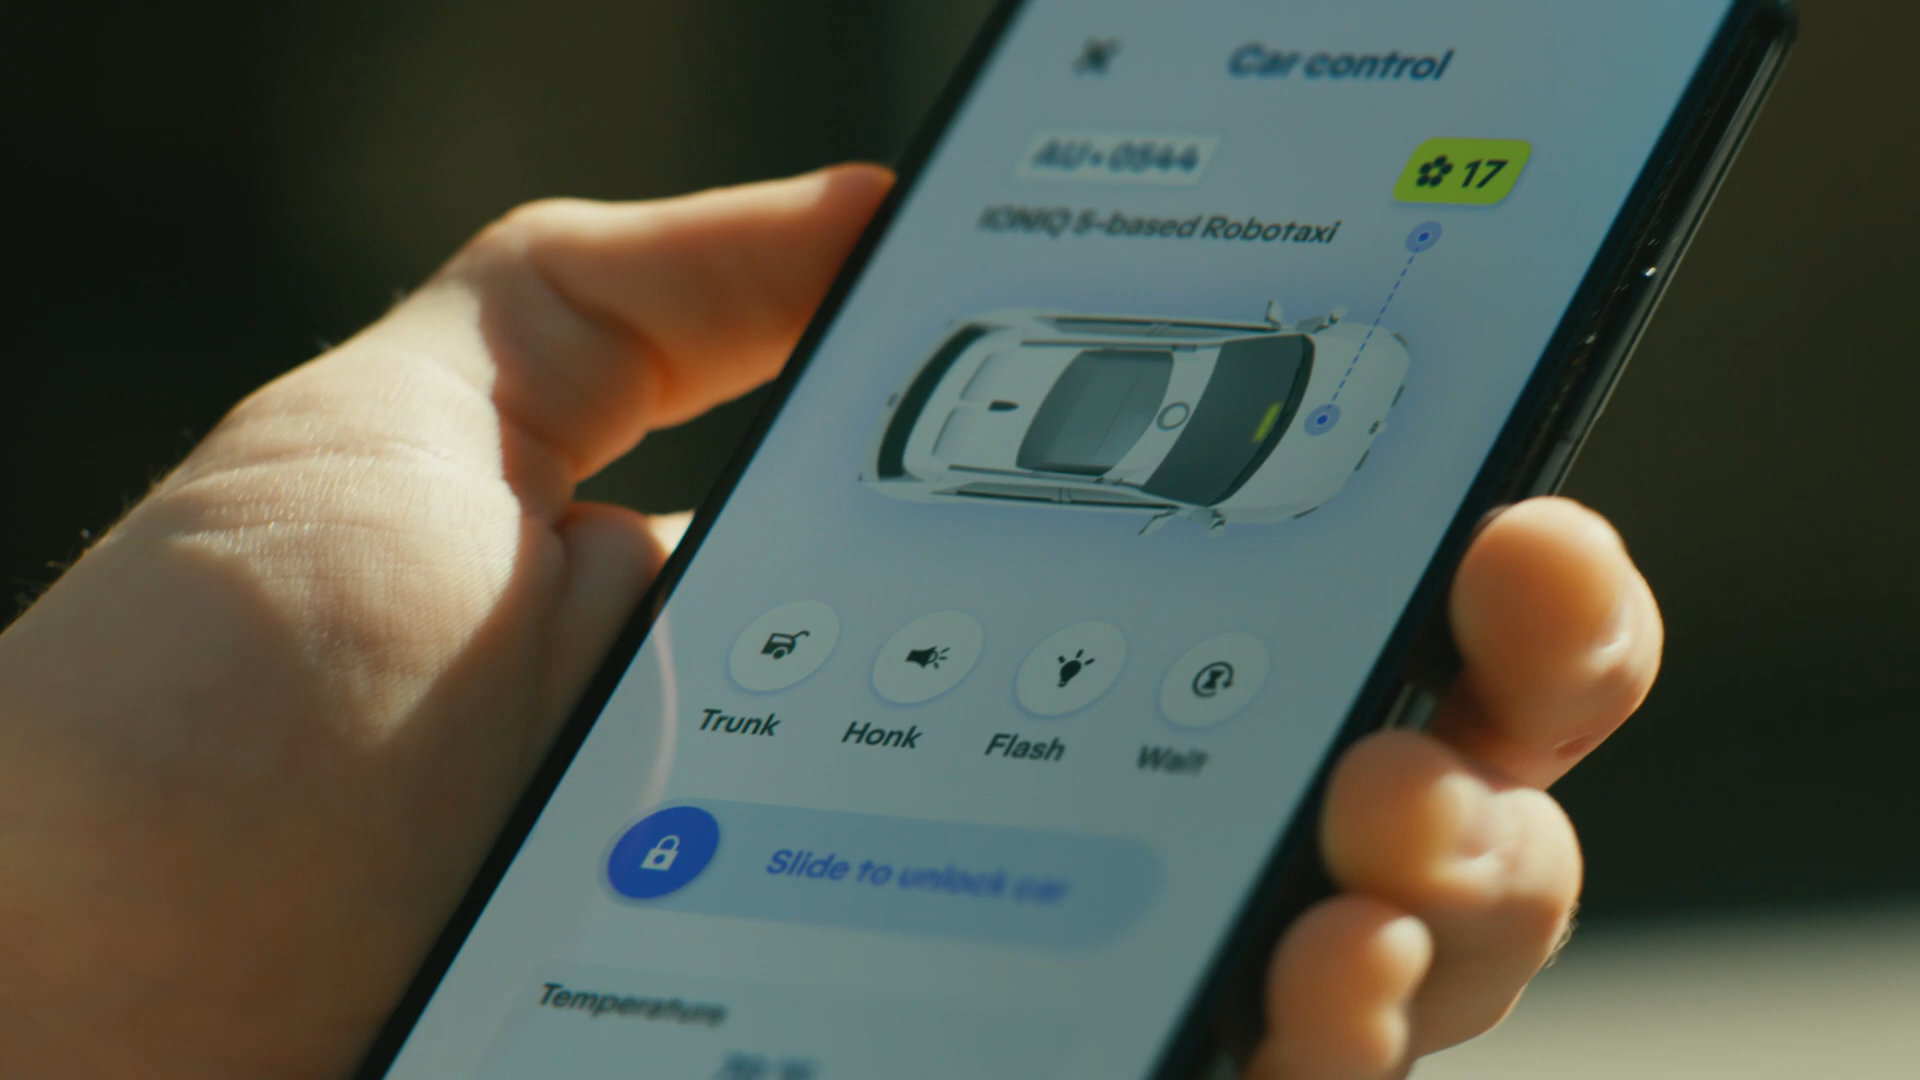 Car control
AU•0544
17
IONIQ 5-based Robotaxi
Trunk
Honk
Flash
Wait
Slide to unlock car
Temperature